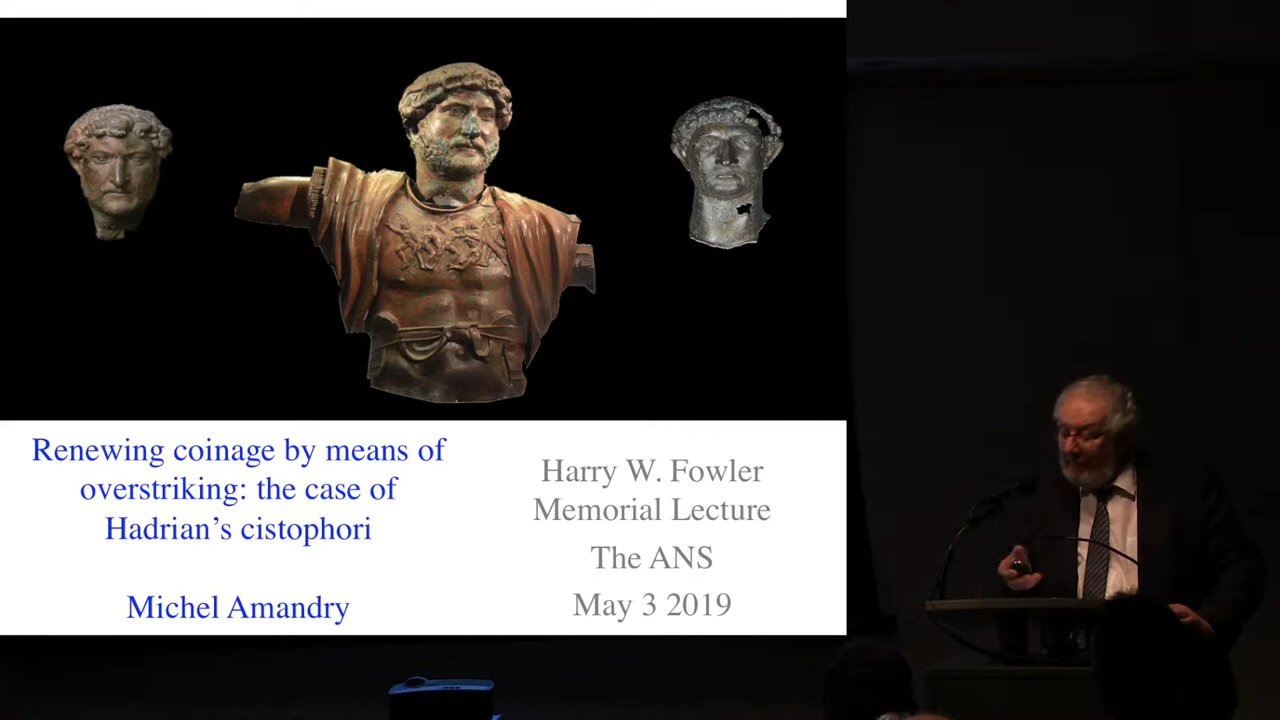 Renewing coinage by means of
overstriking: the case of
Hadrian’s cistophori
Michel Amandry
Harry W. Fowler
Memorial Lecture
The ANS
May 3 2019